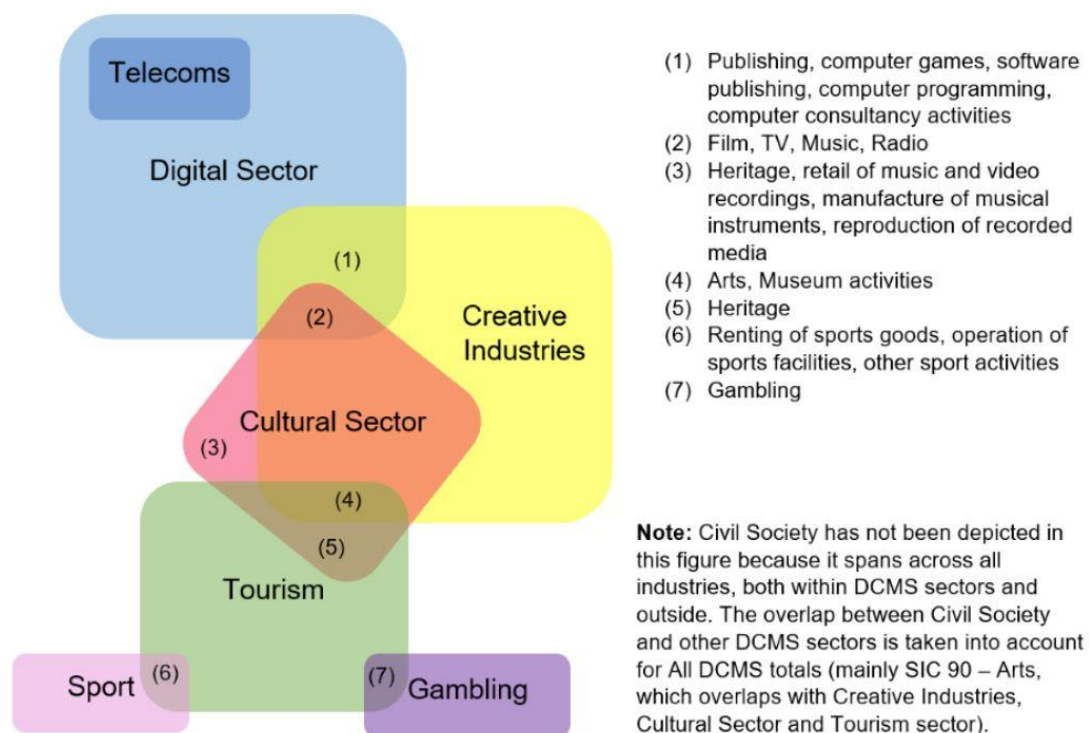 Telecoms
Digital Sector
(1)
(2)
Creative
Industries
Cultural Sector
(3)
(4)
(5)
Tourism
Sport
(6)
(7)
Gambling
(1) Publishing, computer games, software
publishing, computer programming,
computer consultancy activities
(2) Film, TV, Music, Radio
(3) Heritage, retail of music and video
recordings, manufacture of musical
instruments, reproduction of recorded
media
(4) Arts, Museum activities
(5) Heritage
(6) Renting of sports goods, operation of
sports facilities, other sport activities
(7) Gambling
Note: Civil Society has not been depicted in
this figure because it spans across all
industries, both within DCMS sectors and
outside. The overlap between Civil Society
and other DCMS sectors is taken into account
for All DCMS totals (mainly SIC 90 – Arts,
which overlaps with Creative Industries,
Cultural Sector and Tourism sector).